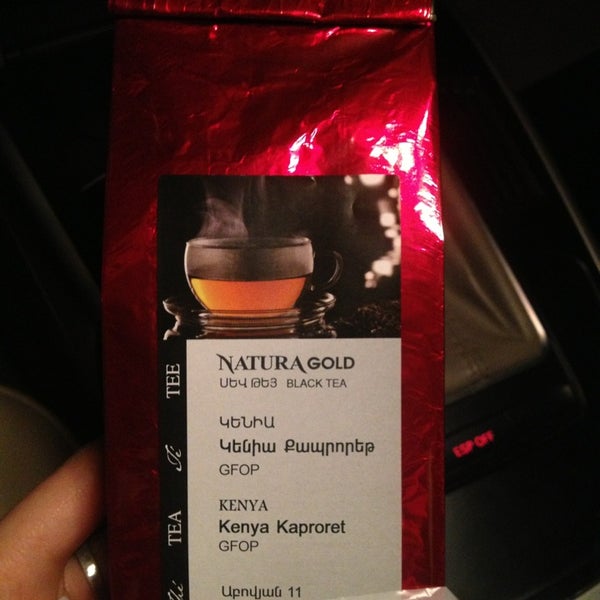 NATURA GOLD
ՍԵՎ ԹԵՅ BLACK TEA
ԿԵՆԻԱ
Կենիա Քապրորեթ
GFOP
KENYA
Kenya Kaproret
GFOP
Աբովյան 11
TEE
TEA
ESP OFF